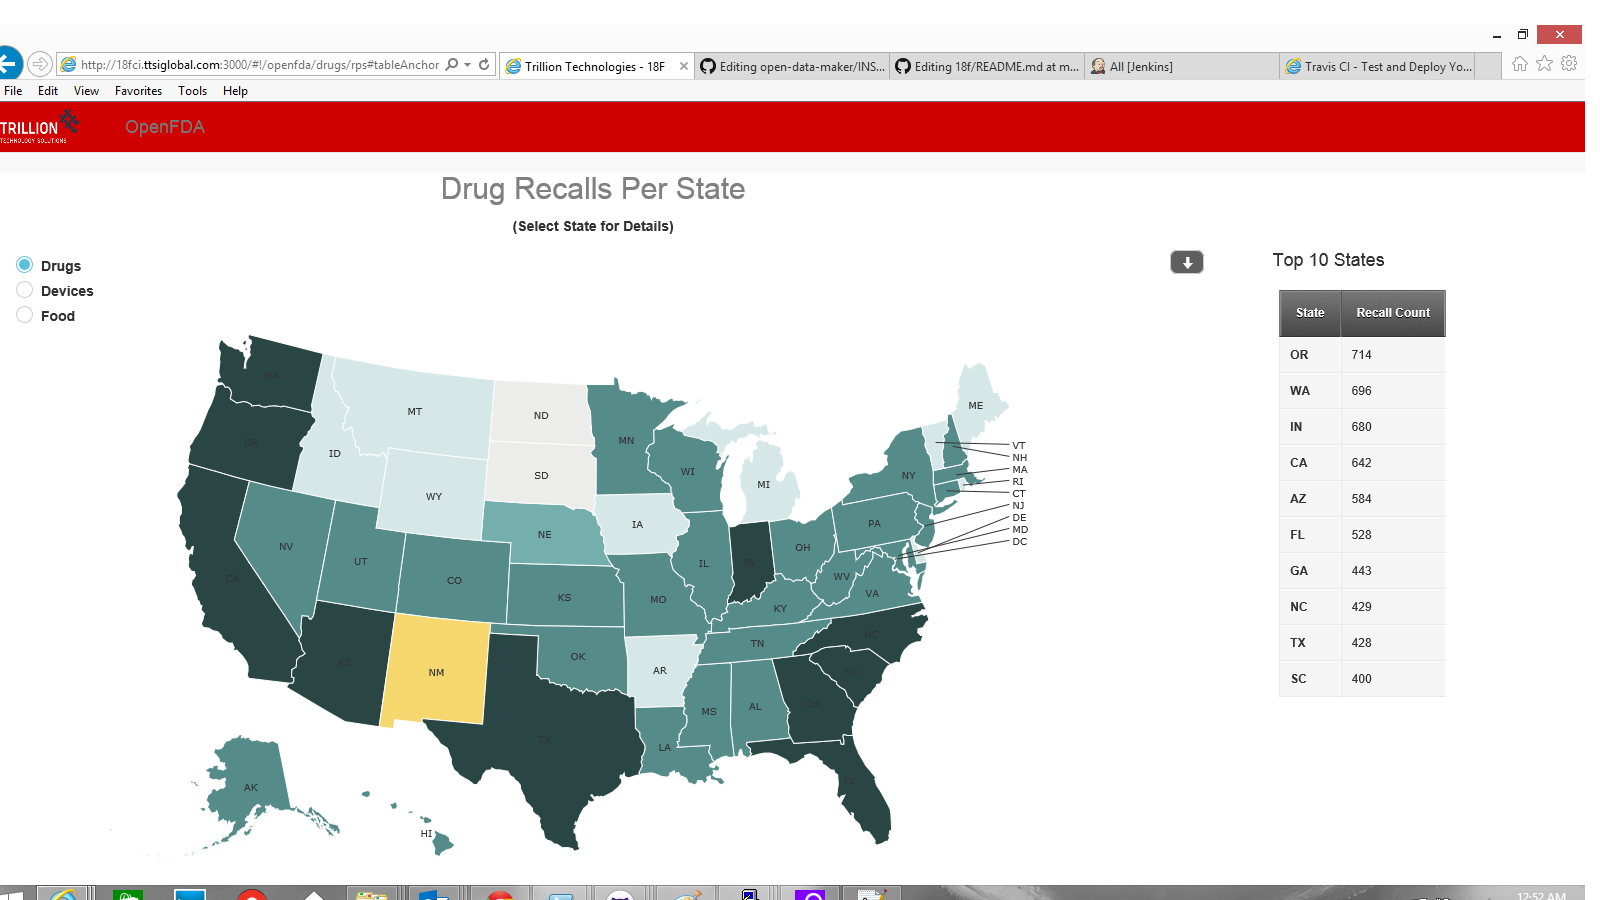 http://18fci.ttsiglobal.com:3000/#!/openfda/drugs/rps#tableAnchor
Trillion Technologies - 18F
Editing open-data-maker/INS...
Editing 18f/README.md at m...
All [Jenkins]
Travis CI - Test and Deploy Yo...
File Edit View Favorites Tools Help
TRILLION
TECHNOLOGY SOLUTIONS
OpenFDA
Drug Recalls Per State
(Select State for Details)
Drugs
Devices
Food
Top 10 States
State Recall Count
OR 714
WA 696
IN 680
CA 642
AZ 584
FL 528
GA 443
NC 429
TX 428
SC 400
WA
MT
ND
MN
ME
OR
ID
SD
WI
NY
VT
NH
MA
RI
CT
NJ
DE
MD
DC
WY
MI
IA
NE
PA
NV
UT
CO
IL
IN
OH
WV
VA
CA
KS
MO
KY
AZ
NM
OK
AR
TN
NC
SC
MS
AL
GA
TX
LA
FL
AK
HI
12:52 AM